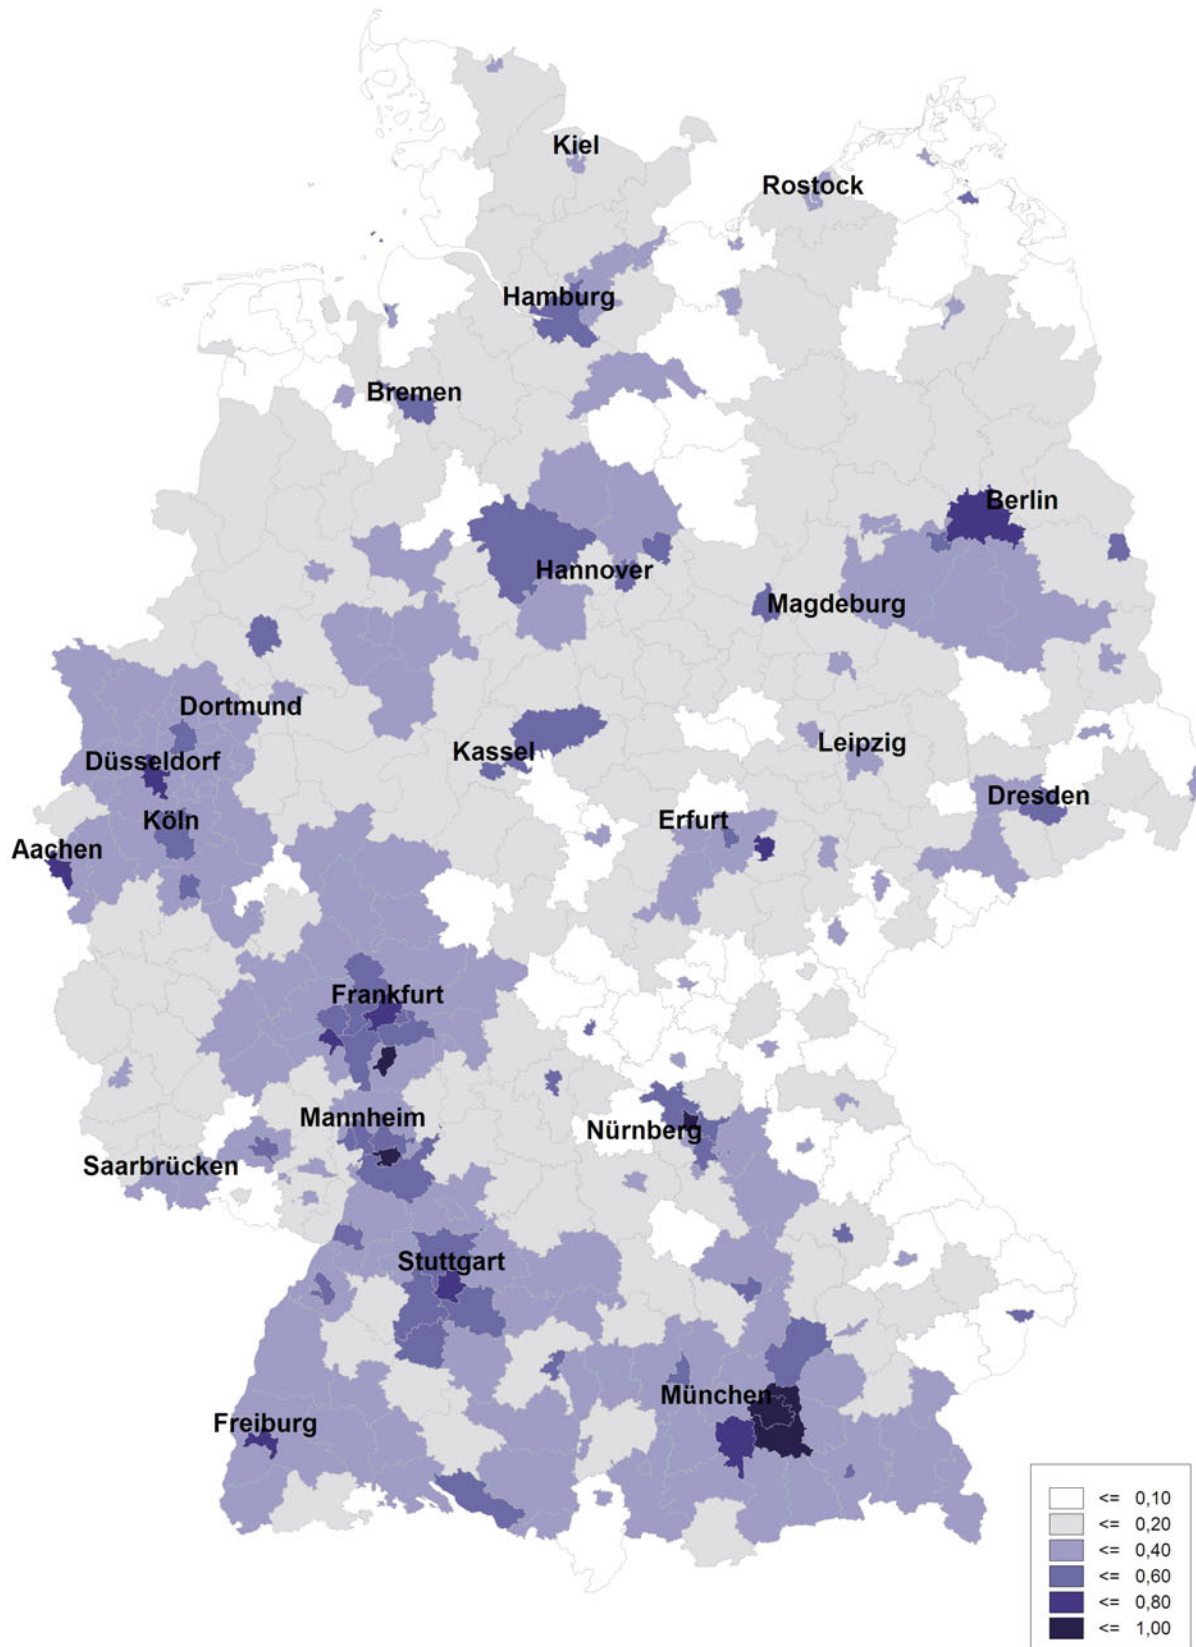 Kiel
Rostock
Hamburg
Bremen
Berlin
Hannover
Magdeburg
Dortmund
Kassel
Leipzig
Düsseldorf
Dresden
Köln
Erfurt
Aachen
Frankfurt
Mannheim
Nürnberg
Saarbrücken
Stuttgart
München
Freiburg
<= 0,10
<= 0,20
<= 0,40
<= 0,60
<= 0,80
<= 1,00